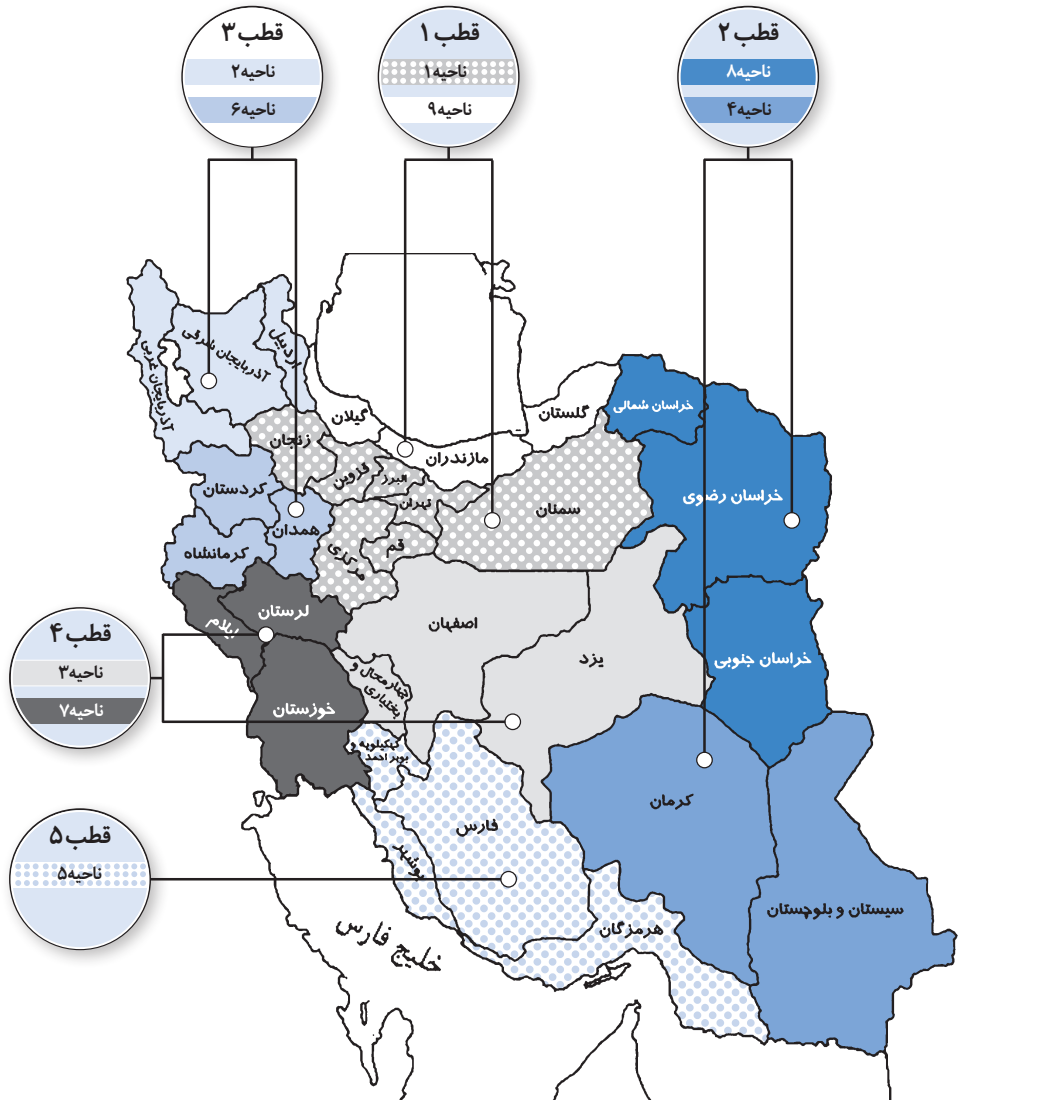 قطب ۳
ناحیه۲
ناحیه۶
قطب ۱
ناحیه۱
ناحیه۹
قطب ۲
ناحیه۸
ناحیه۴
آذربایجان شرقی
آذربایجان غربی
اردبیل
گیلان
گلستان
خراسان شمالی
زنجان
مازندران
قزوین
البرز
تهران
سمنان
خراسان رضوی
کردستان
همدان
کرمانشاه
مرکزی
قم
لرستان
ایلام
اصفهان
یزد
خراسان جنوبی
چهارمحال و
بختیاری
خوزستان
کهکیلویه و
بویر احمد
کرمان
فارس
بوشهر
سیستان و بلوچستان
هرمزگان
خلیج فارس
قطب ۴
ناحیه۳
ناحیه۷
قطب ۵
ناحیه۵